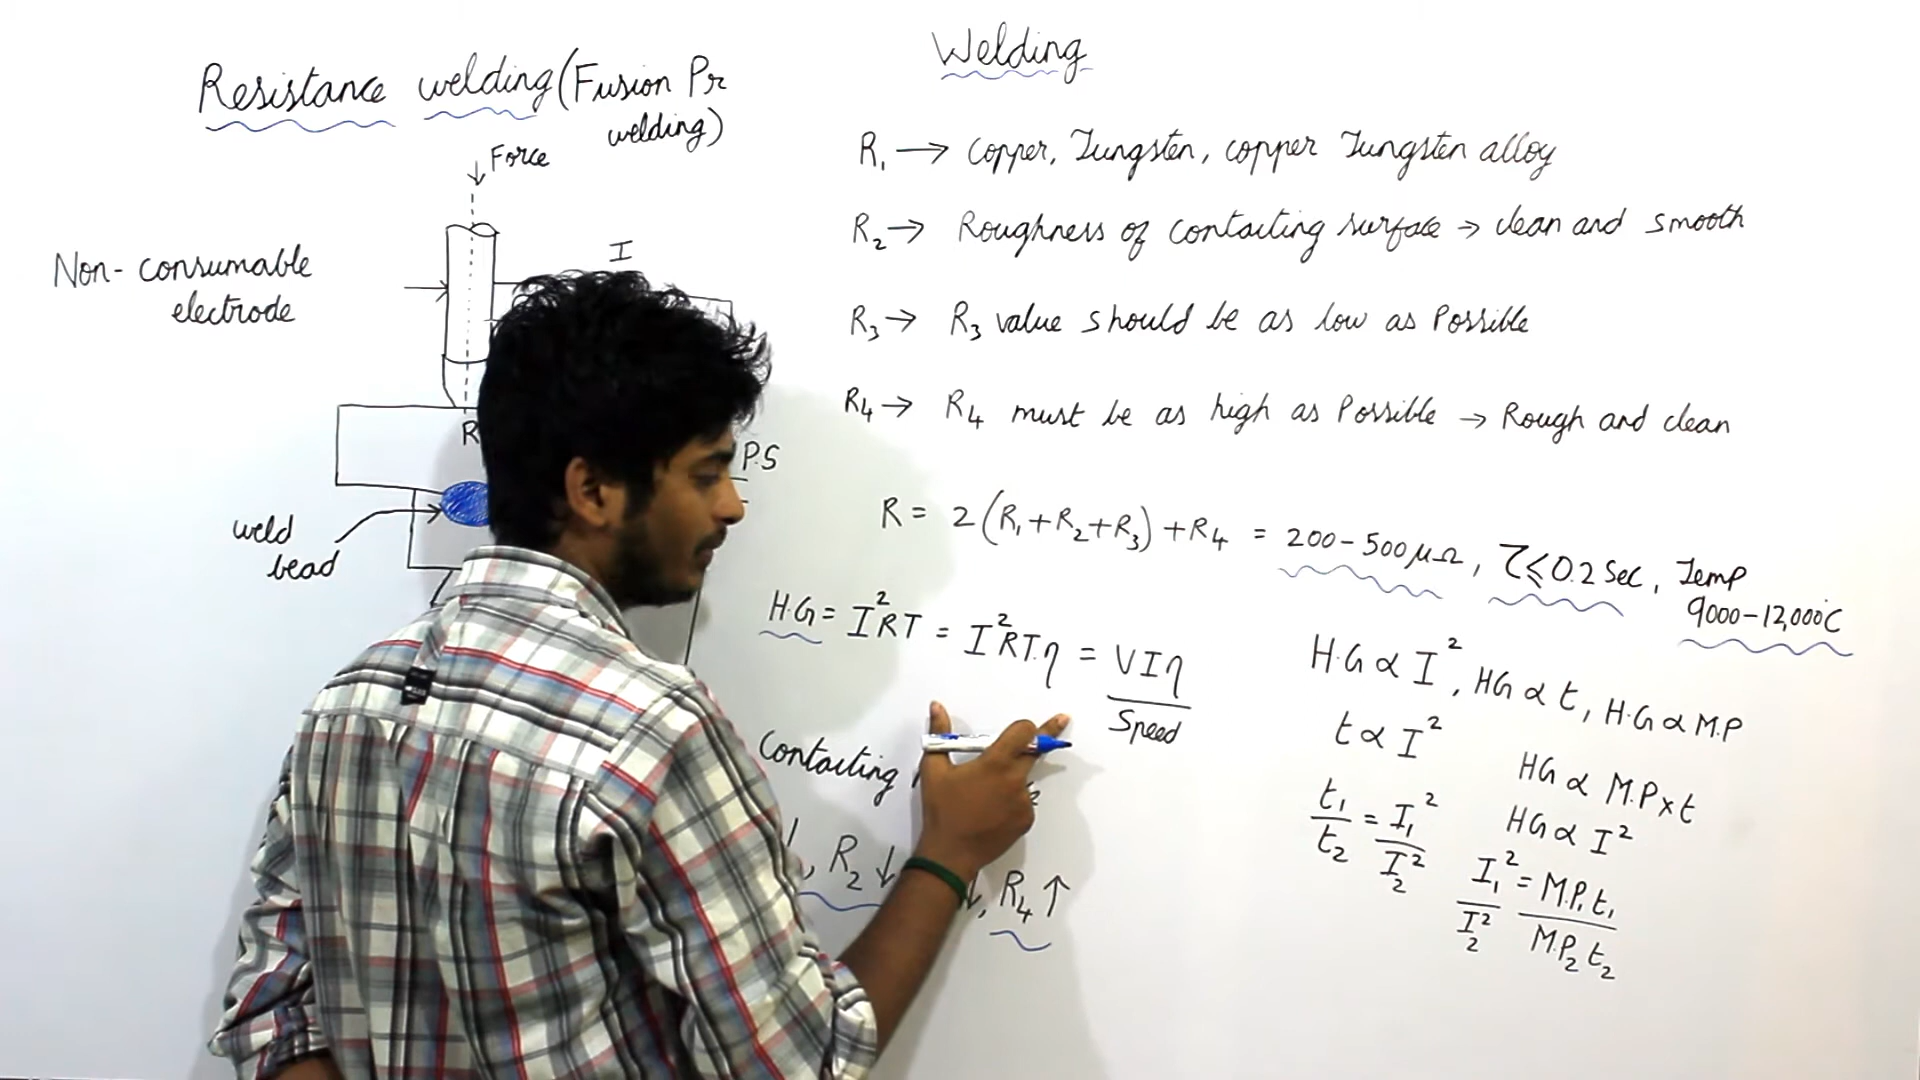 Welding
Resistance welding (Fusion Pr
welding)
Force
I
Non-consumable
electrode
R
P.S
weld
bead
R₁ → Copper, Tungsten, copper Tungsten alloy
R₂ → Roughness of contacting surface → clean and smooth
R₃ → R₃ value should be as low as Possible
R₄ → R₄ must be as high as Possible → Rough and clean
R = 2(R₁+R₂+R₃)+R₄ = 200-500μΩ, τ≤0.2 Sec, Temp
9000-12,000°C
H.G = I²RT = I²RT.η = VIη / Speed
Contacting
, R₂↓ ↓, R₄↑
H.G ∝ I², HG ∝ t, H.G ∝ M.P
t ∝ I²
t₁/t₂ = I₁²/I₂²
HG ∝ M.P×t
HG ∝ I²
I₁²/I₂² = M.P₁ t₁/M.P₂ t₂